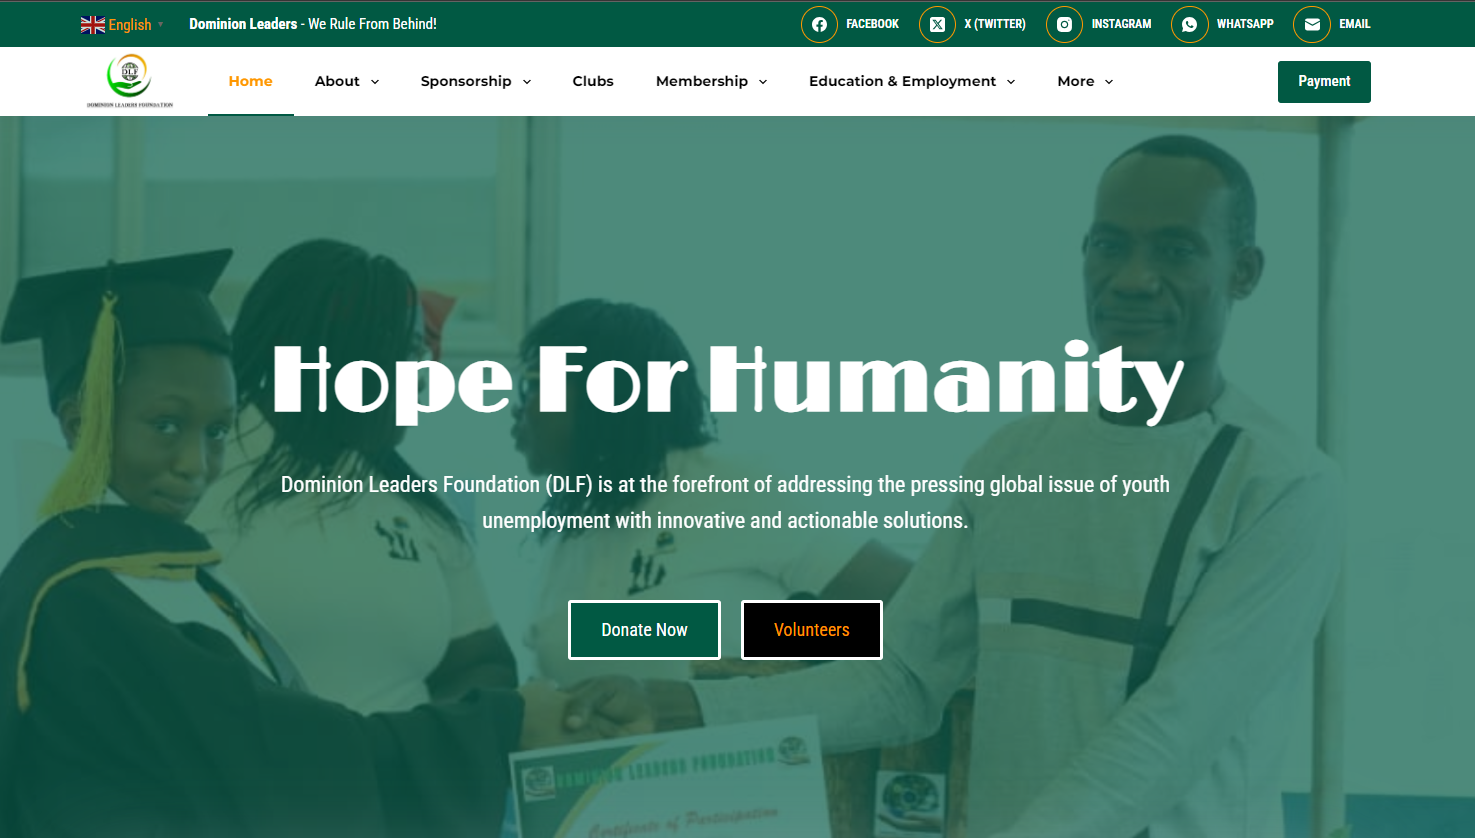 English
Dominion Leaders - We Rule From Behind!
FACEBOOK
X (TWITTER)
INSTAGRAM
WHATSAPP
EMAIL
DLF
DOMINION LEADERS FOUNDATION
Home
About
Sponsorship
Clubs
Membership
Education & Employment
More
Payment
Hope For Humanity
Dominion Leaders Foundation (DLF) is at the forefront of addressing the pressing global issue of youth
unemployment with innovative and actionable solutions.
Donate Now
Volunteers
DOMINION LEADERS FOUNDATION
Certificate of Participation